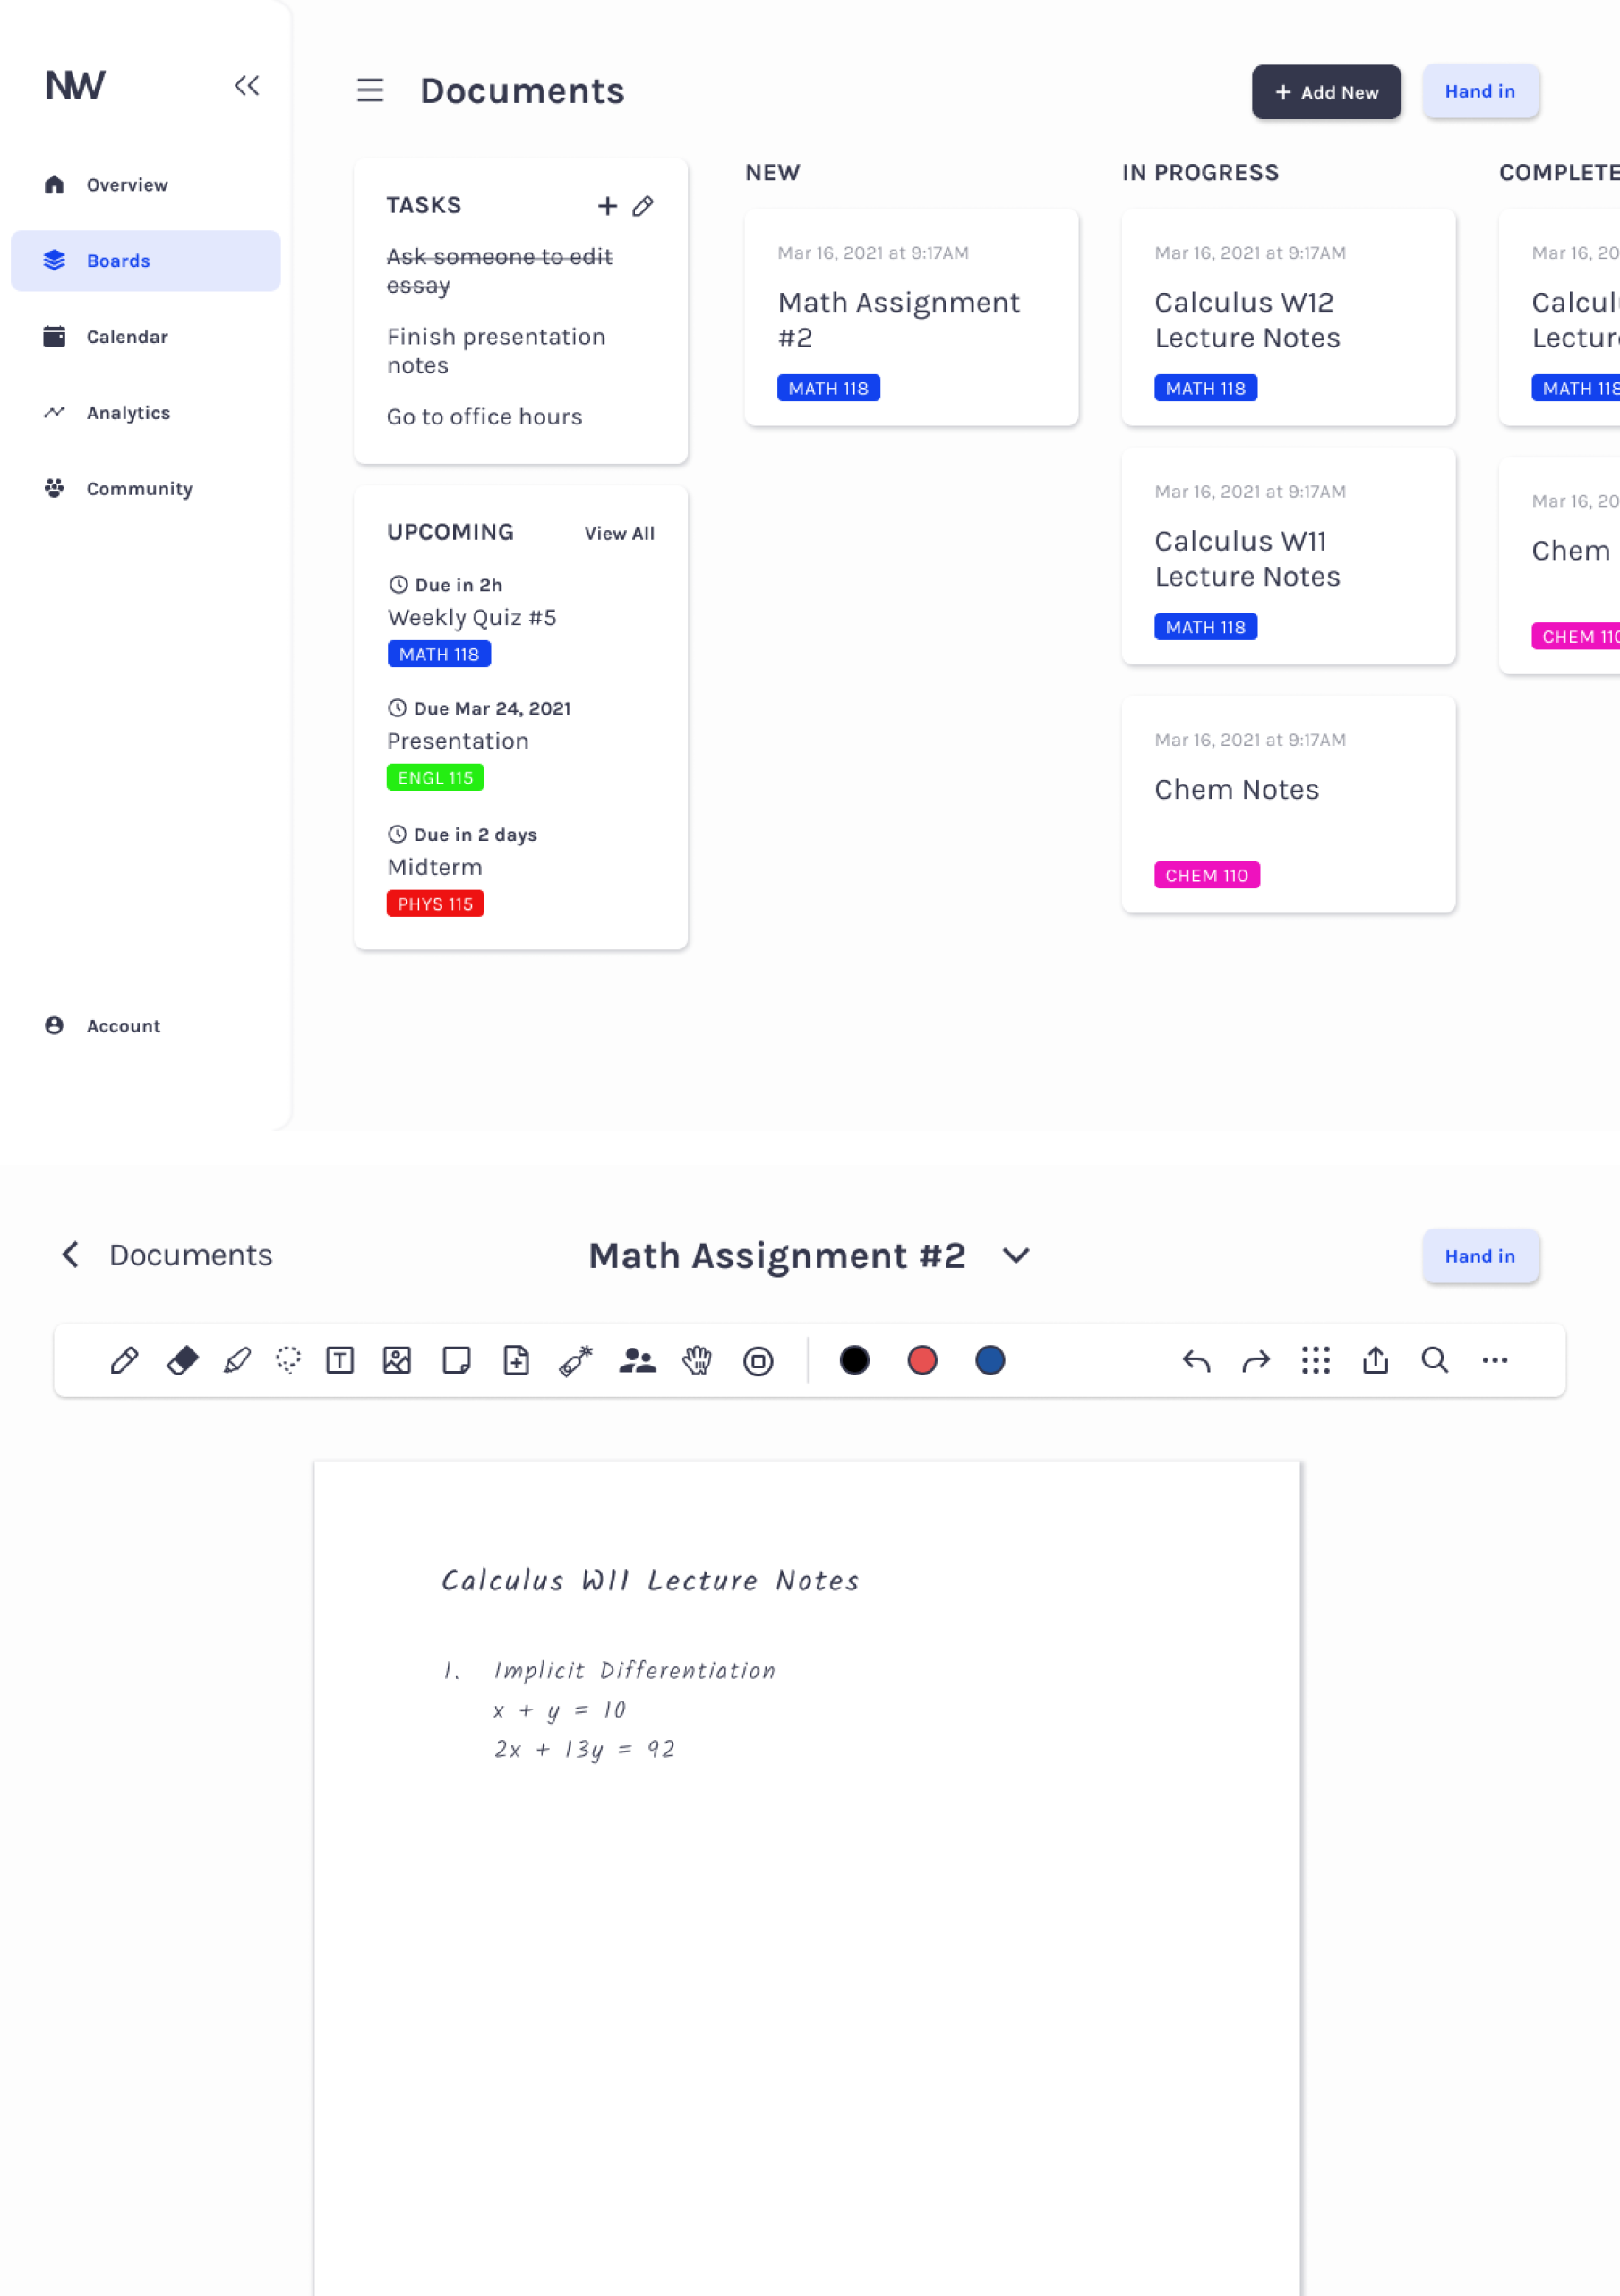 NW
Overview
Boards
Calendar
Analytics
Community
Account
Documents
+ Add New
Hand in
TASKS
Ask someone to edit
essay
Finish presentation
notes
Go to office hours
UPCOMING
View All
Due in 2h
Weekly Quiz #5
MATH 118
Due Mar 24, 2021
Presentation
ENGL 115
Due in 2 days
Midterm
PHYS 115
NEW
Mar 16, 2021 at 9:17AM
Math Assignment
#2
MATH 118
IN PROGRESS
Mar 16, 2021 at 9:17AM
Calculus W12
Lecture Notes
MATH 118
Mar 16, 2021 at 9:17AM
Calculus W11
Lecture Notes
MATH 118
Mar 16, 2021 at 9:17AM
Chem Notes
CHEM 110
COMPLETE
Mar 16, 20
Calcul
Lectur
MATH 118
Mar 16, 20
Chem
CHEM 110
Documents
Math Assignment #2
Hand in
T
Calculus W11 Lecture Notes
1. Implicit Differentiation
x + y = 10
2x + 13y = 92